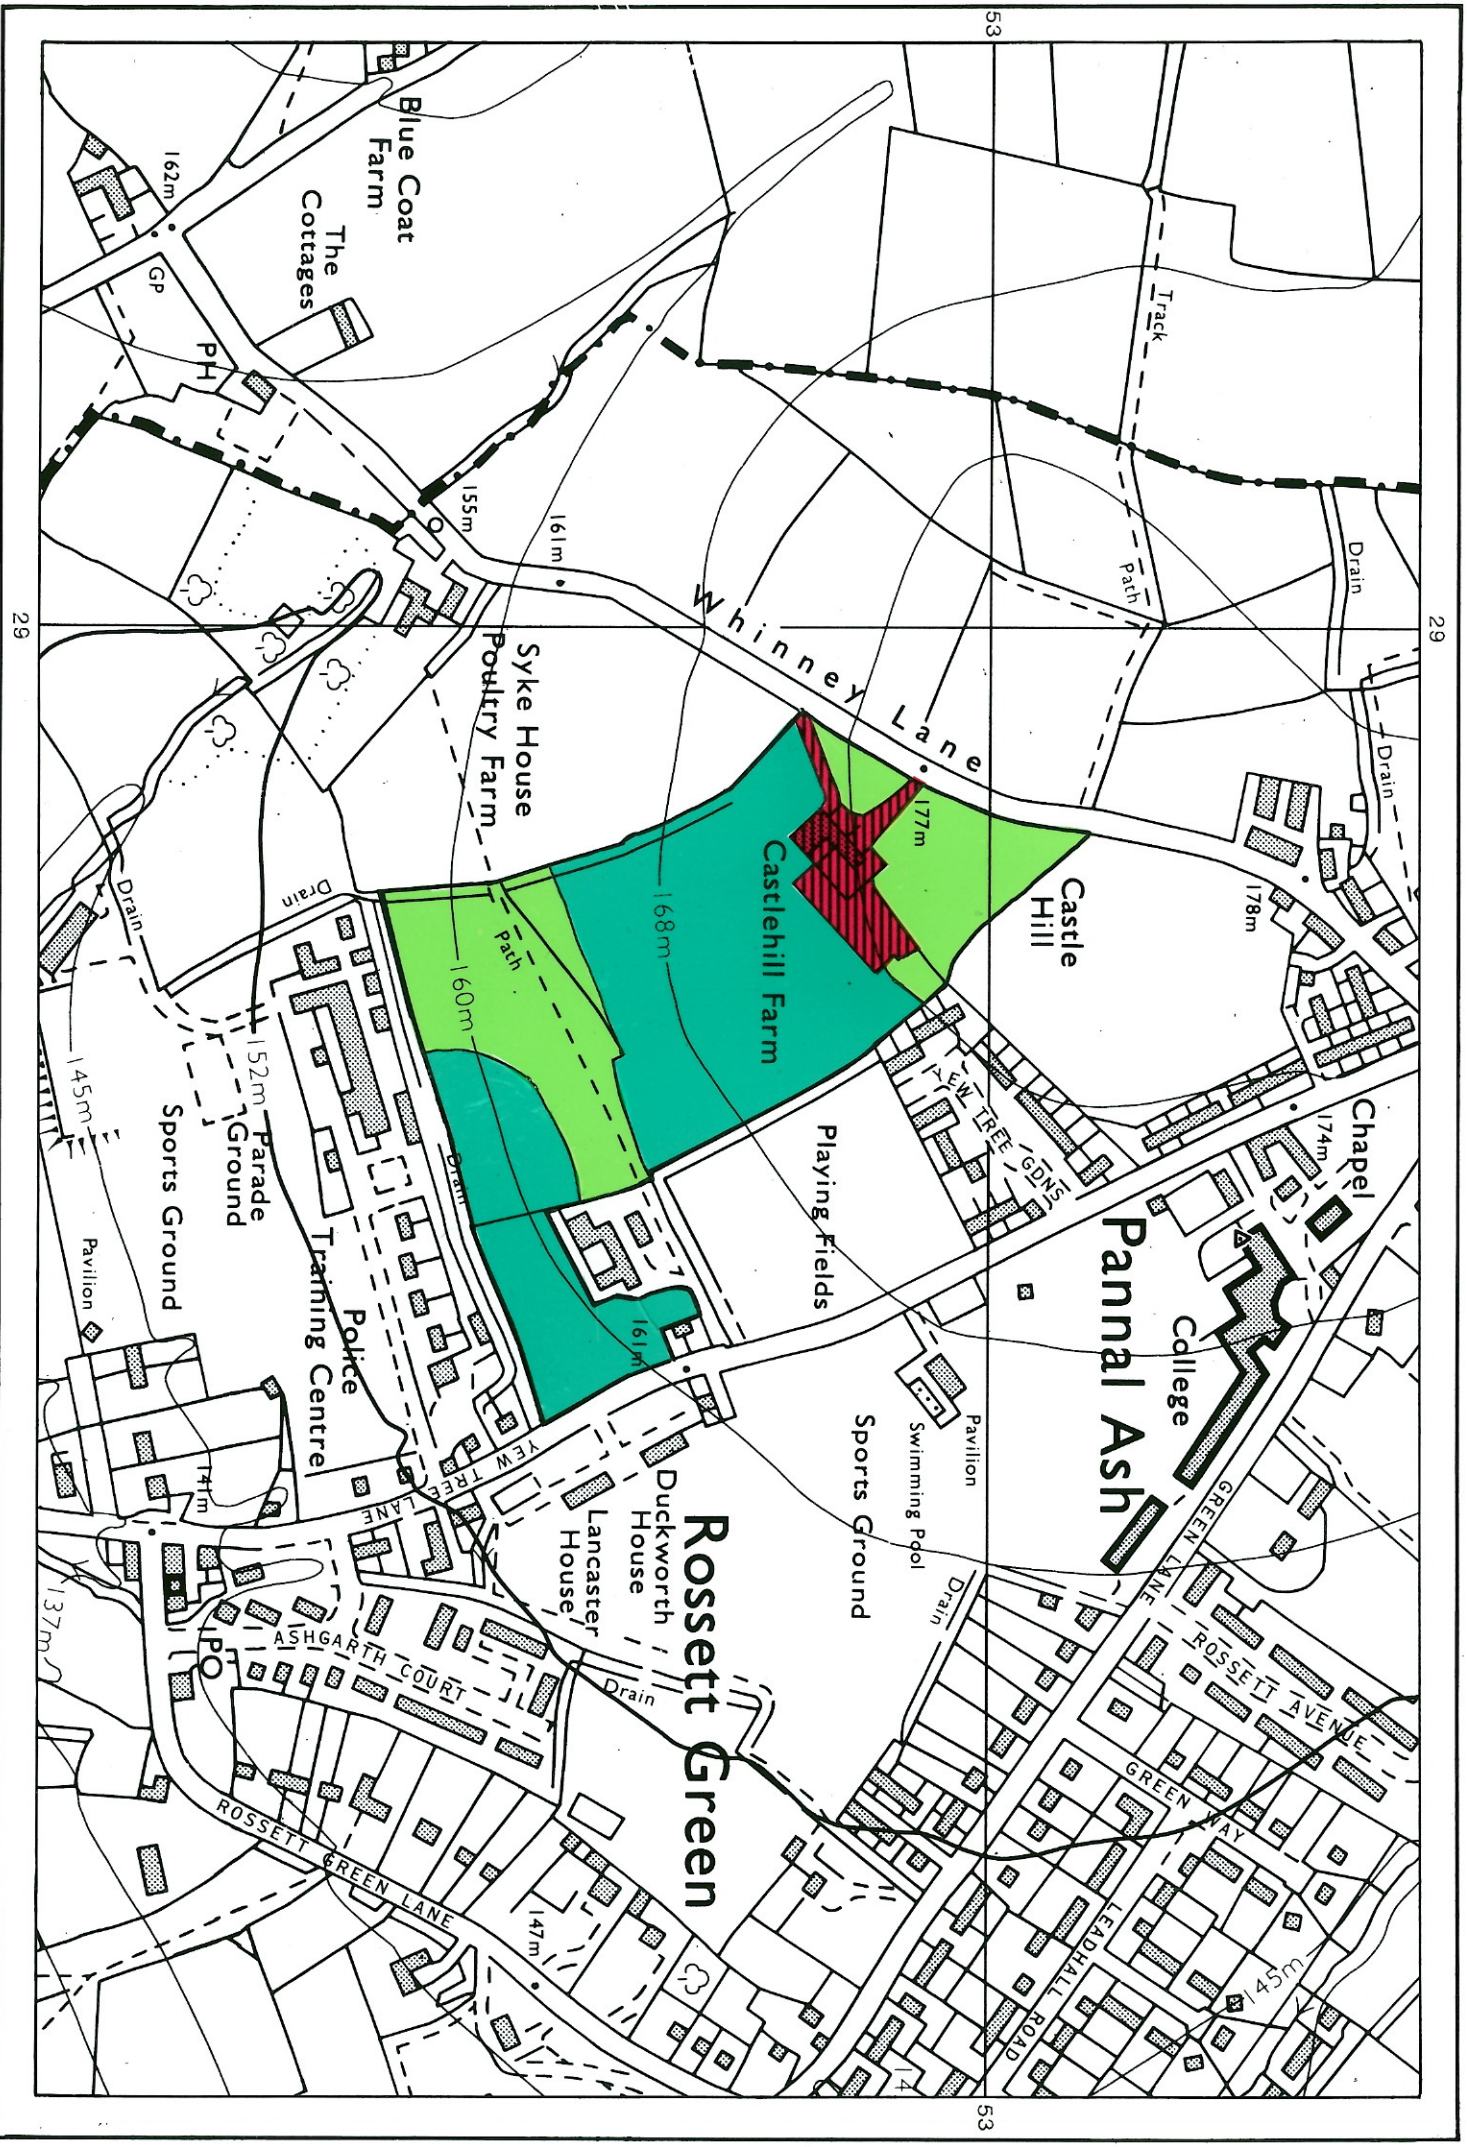 53
29
Blue Coat
Farm
The
Cottages
162m
GP
PH
155m
161m
Track
Path
Drain
Drain
Whinney Lane
Syke House
Poultry Farm
177m
Castle
Hill
178m
Castlehill Farm
168m
160m
Path
Drain
Drain
Drain
152m
145m
Parade
Ground
Sports Ground
Pavilion
Police
Training Centre
YEW TREE GDNS
Playing Fields
Chapel
174m
Pannal Ash
College
161m
YEW TREE LANE
Pavilion
Swimming Pool
Sports Ground
Duckworth
House
Lancaster
House
Rossett Green
GREEN LANE
Drain
Drain
141m
137m
PO
ASHGARTH COURT
ROSSETT GREEN LANE
ROSSETT AVENUE
GREEN WAY
LEADHALL ROAD
147m
145m
14
29
53